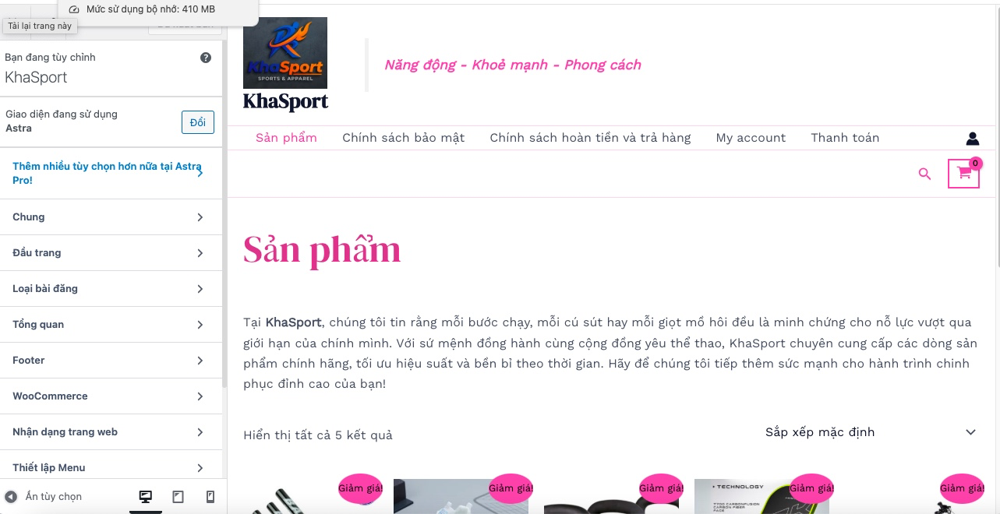 Mức sử dụng bộ nhớ: 410 MB
Tải lại trang này
Bạn đang tùy chỉnh
KhaSport
Giao diện đang sử dụng
Astra
Đổi
Thêm nhiều tùy chọn hơn nữa tại Astra
Pro!
Chung
Đầu trang
Loại bài đăng
Tổng quan
Footer
WooCommerce
Nhận dạng trang web
Thiết lập Menu
Ẩn tùy chọn
KhaSport
SPORTS & APPAREL
KhaSport
Năng động - Khoẻ mạnh - Phong cách
Sản phẩm Chính sách bảo mật Chính sách hoàn tiền và trả hàng My account Thanh toán
0
Sản phẩm
Tại KhaSport, chúng tôi tin rằng mỗi bước chạy, mỗi cú sút hay mỗi giọt mồ hôi đều là minh chứng cho nỗ lực vượt qua
giới hạn của chính mình. Với sứ mệnh đồng hành cùng cộng đồng yêu thể thao, KhaSport chuyên cung cấp các dòng sản
phẩm chính hãng, tối ưu hiệu suất và bền bỉ theo thời gian. Hãy để chúng tôi tiếp thêm sức mạnh cho hành trình chinh
phục đỉnh cao của bạn!
Hiển thị tất cả 5 kết quả
Sắp xếp mặc định
Giảm giá! Giảm giá! Giảm giá! Giảm giá! Giảm giá!
TECHNOLOGY
T700 CARBONFUSION
CARBON FIBER
FACE